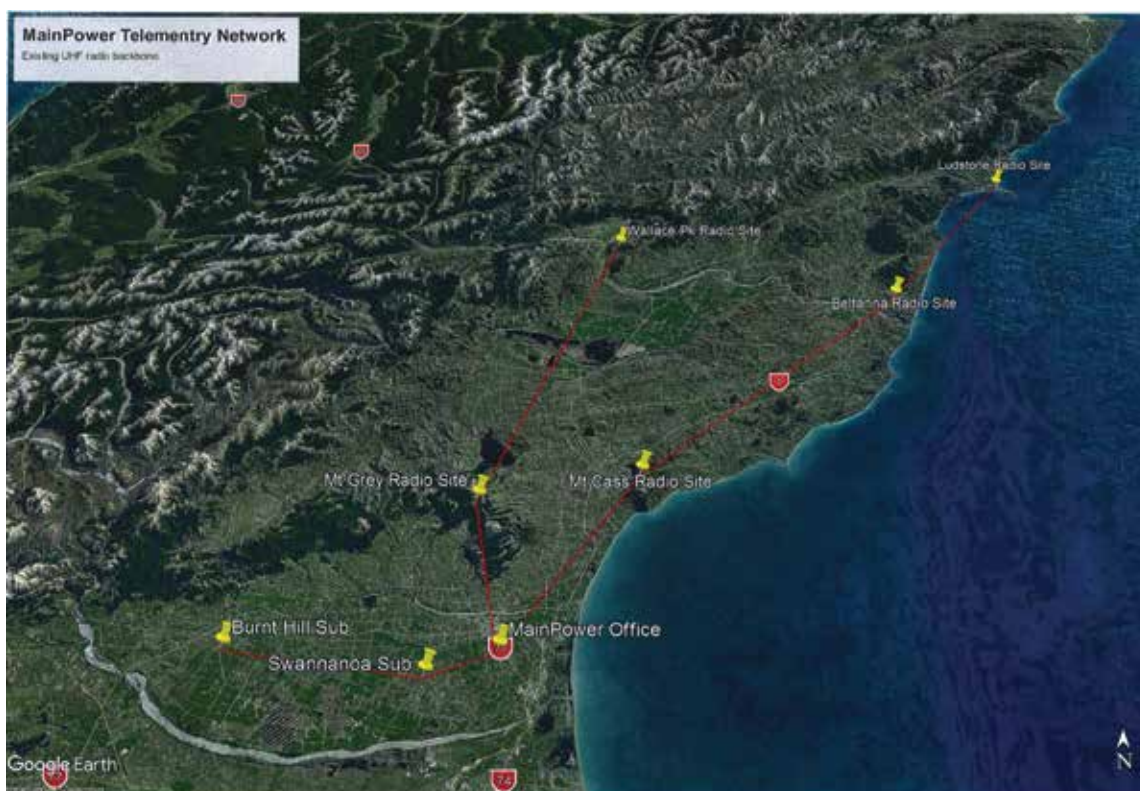 MainPower Telementry Network
Existing UHF radio backbone
Ludstone Radio Site
Wallace Pk Radio Site
Beltanna Radio Site
Mt Grey Radio Site
Mt Cass Radio Site
Burnt Hill Sub
MainPower Office
Swannanoa Sub
Google Earth
74
N